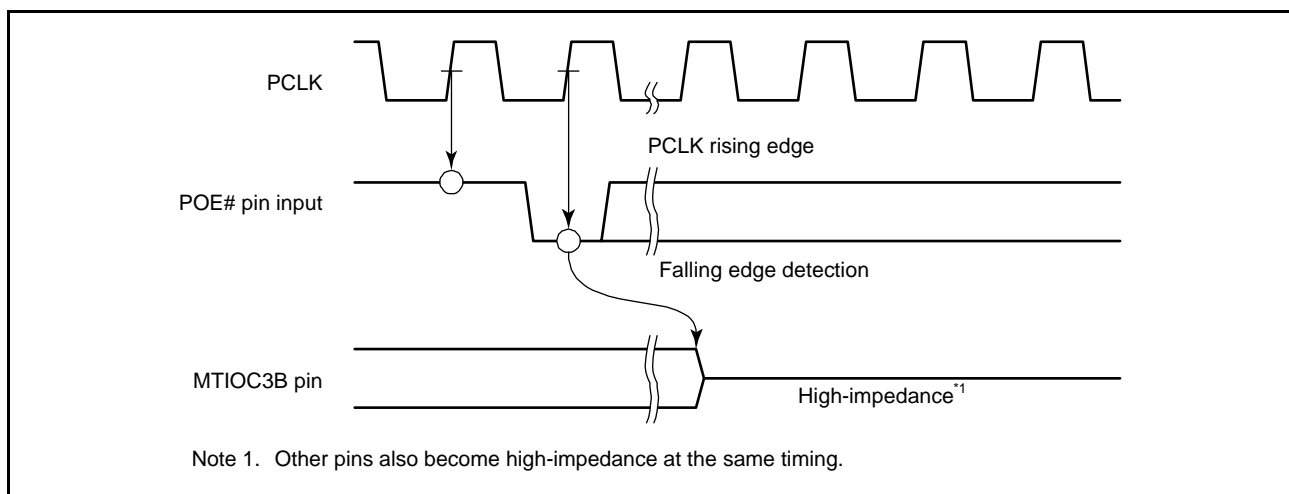 PCLK
PCLK rising edge
POE# pin input
Falling edge detection
MTIOC3B pin
High-impedance*1
Note 1. Other pins also become high-impedance at the same timing.